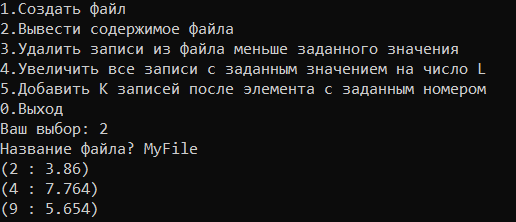 1.Создать файл
2.Вывести содержимое файла
3.Удалить записи из файла меньше заданного значения
4.Увеличить все записи с заданным значением на число L
5.Добавить K записей после элемента с заданным номером
0.Выход
Ваш выбор: 2
Название файла? MyFile
(2 : 3.86)
(4 : 7.764)
(9 : 5.654)